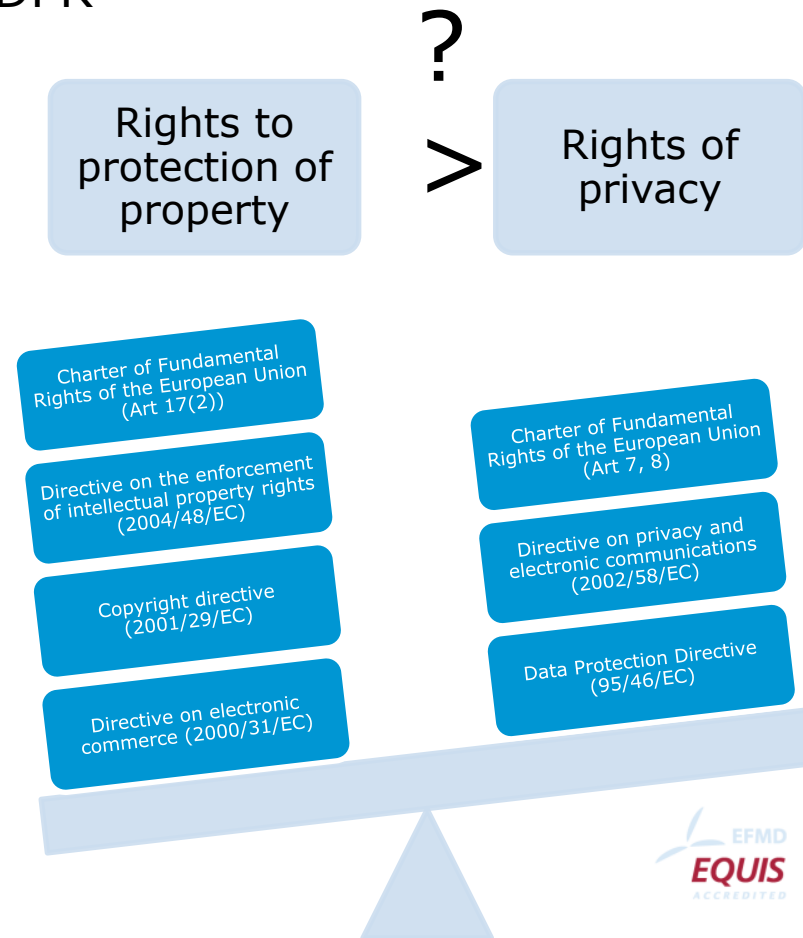 ?
Rights to
protection of
property
>
Rights of
privacy
Charter of Fundamental
Rights of the European Union
(Art 17(2))
Directive on the enforcement
of intellectual property rights
(2004/48/EC)
Copyright directive
(2001/29/EC)
Directive on electronic
commerce (2000/31/EC)
Charter of Fundamental
Rights of the European Union
(Art 7, 8)
Directive on privacy and
electronic communications
(2002/58/EC)
Data Protection Directive
(95/46/EC)
EFMD
EQUIS
ACCREDITED